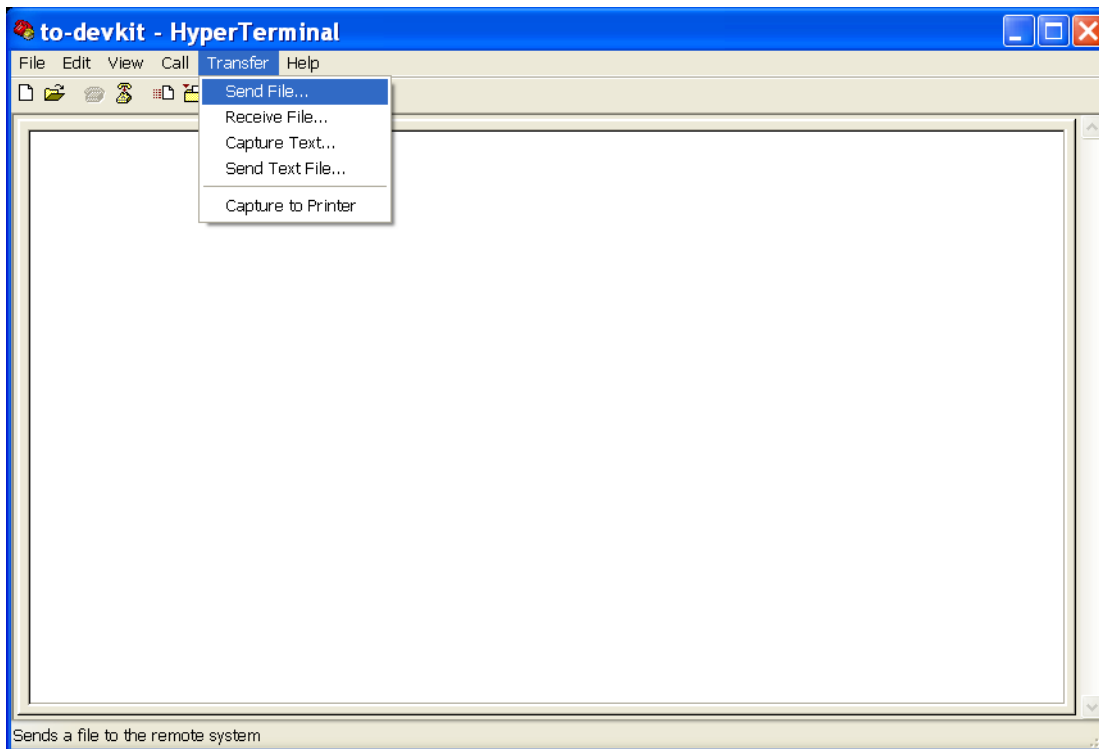 to-devkit - HyperTerminal
File Edit View Call Transfer Help
Send File...
Receive File...
Capture Text...
Send Text File...
Capture to Printer
Sends a file to the remote system